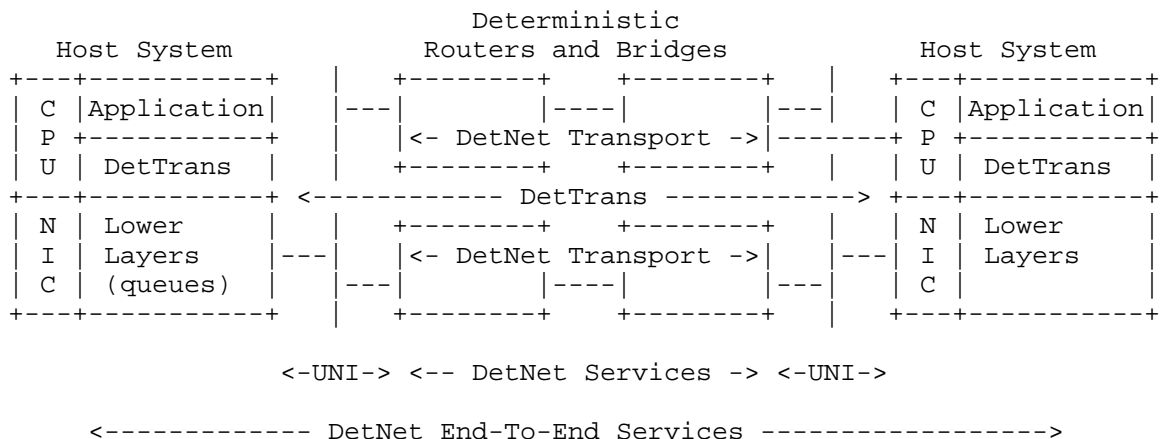 Deterministic
   Host System             Routers and Bridges             Host System
+---+-----------+    |    +--------+     +--------+    |    +---+-----------+
| C |Application|    |---|        |----|        |---|    | C |Application|
| P +-----------+    |    |<- DetNet Transport ->|-------+ P +-----------+
| U | DetTrans  |    |    +--------+     +--------+    |    | U | DetTrans  |
+---+-----------+ <------------ DetTrans ------------> +---+-----------+
| N | Lower     |    |    +--------+     +--------+    |    | N | Lower     |
| I | Layers    |---|    |<- DetNet Transport ->|    |---| I | Layers    |
| C | (queues)  |    |---|        |----|        |---|    | C |           |
+---+-----------+    |    +--------+     +--------+    |    +---+-----------+
<-UNI-> <-- DetNet Services -> <-UNI->
<------------- DetNet End-To-End Services ------------------>